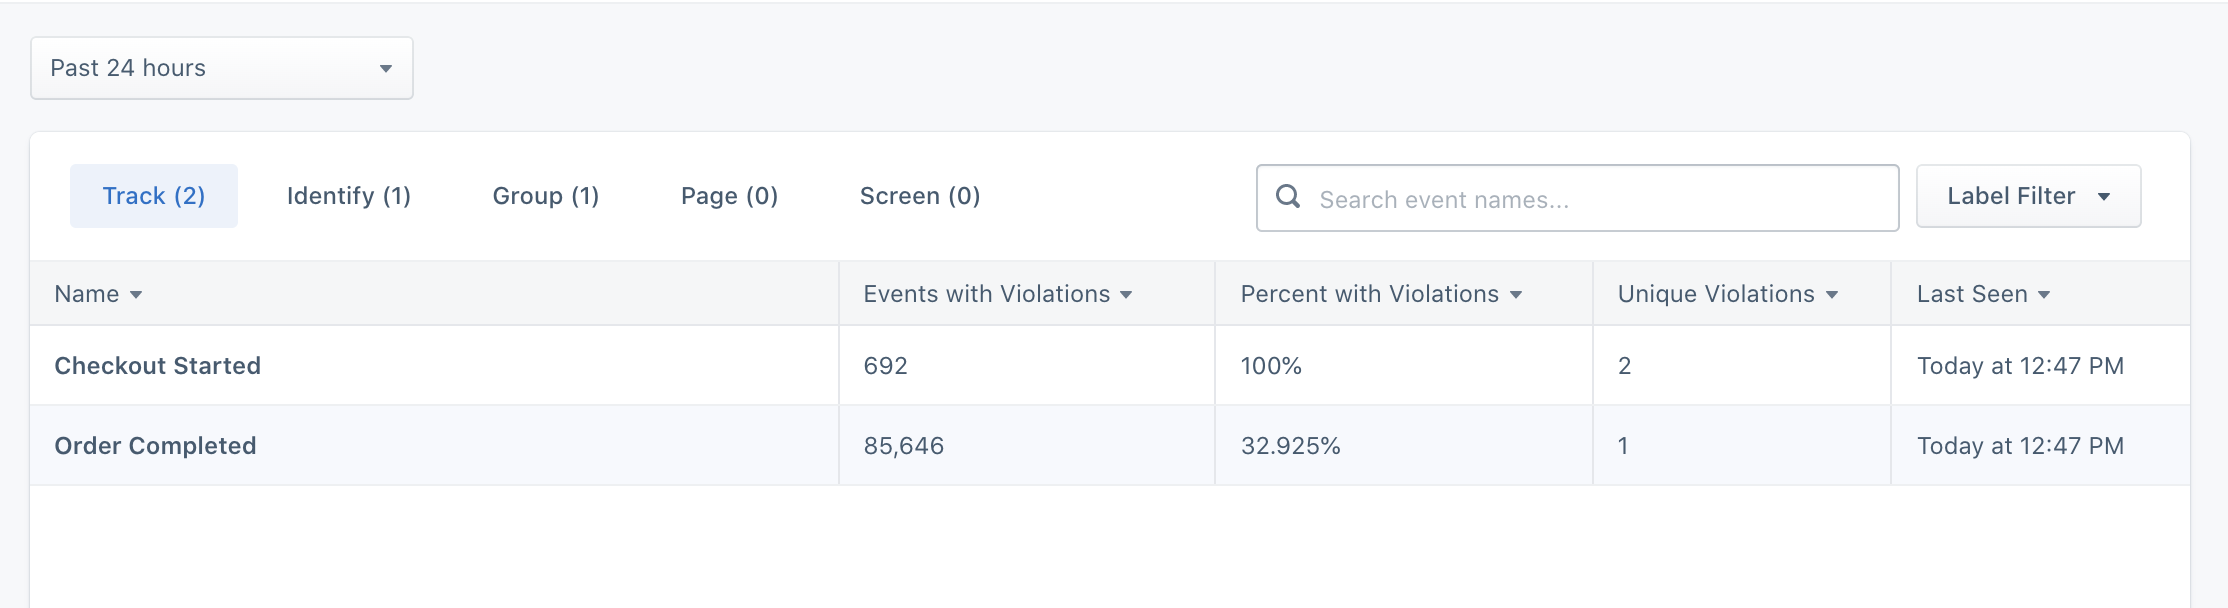 Past 24 hours
Track (2) Identify (1) Group (1) Page (0) Screen (0) Search event names... Label Filter
Name Events with Violations Percent with Violations Unique Violations Last Seen
Checkout Started 692 100% 2 Today at 12:47 PM
Order Completed 85,646 32.925% 1 Today at 12:47 PM